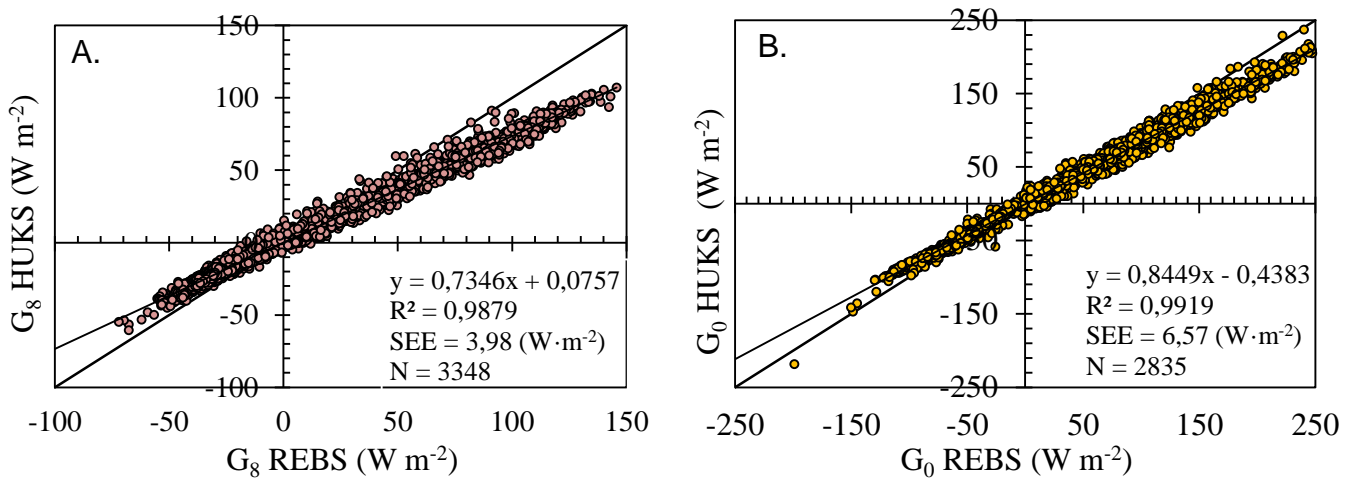 A.
150
100
50
0
-50
-100
-100 -50 0 50 100 150
G₈ HUKS (W m⁻²)
G₈ REBS (W m⁻²)
y = 0,7346x + 0,0757
R² = 0,9879
SEE = 3,98 (W·m⁻²)
N = 3348
B.
250
150
50
-50
-150
-250
-250 -150 -50 50 150 250
G₀ HUKS (W m⁻²)
G₀ REBS (W m⁻²)
y = 0,8449x - 0,4383
R² = 0,9919
SEE = 6,57 (W·m⁻²)
N = 2835